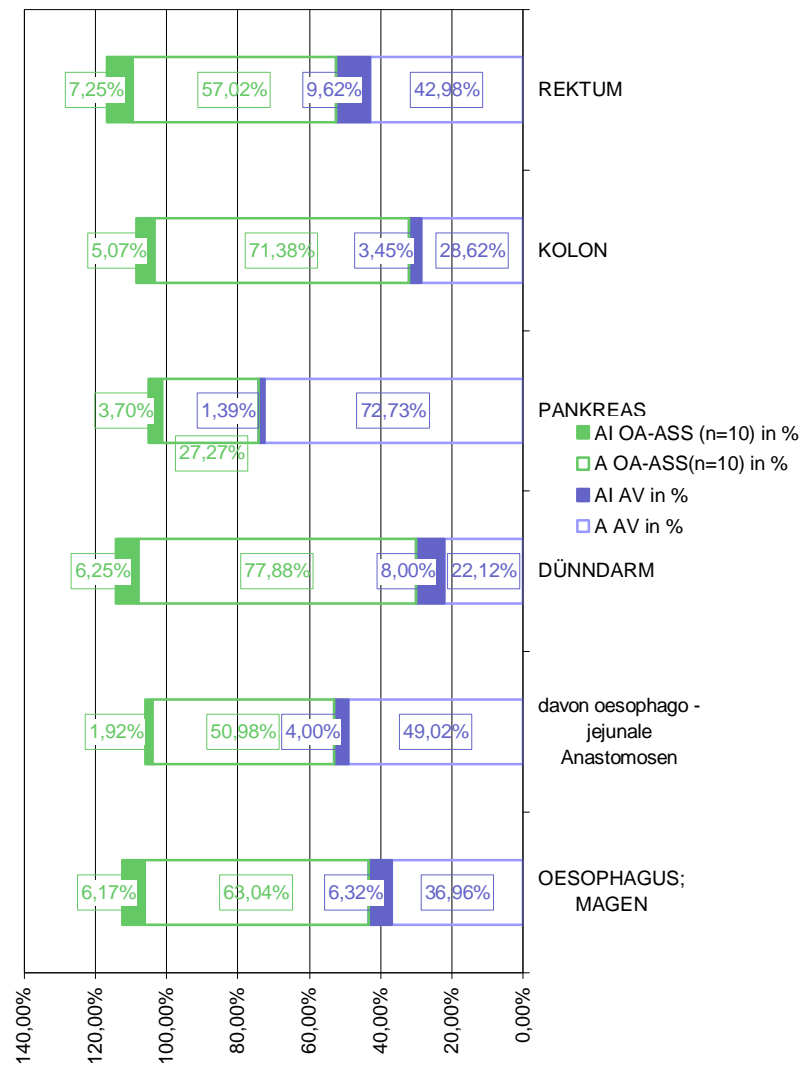 7,25%
57,02%
9,62%
42,98%
REKTUM
5,07%
71,38%
3,45%
28,62%
KOLON
3,70%
1,39%
72,73%
PANKREAS
27,27%
AI OA-ASS (n=10) in %
A OA-ASS(n=10) in %
AI AV in %
A AV in %
6,25%
77,88%
8,00%
22,12%
DÜNNDARM
1,92%
50,98%
4,00%
49,02%
davon oesophago -
jejunale
Anastomosen
6,17%
63,04%
6,32%
36,96%
OESOPHAGUS;
MAGEN
140,00%
120,00%
100,00%
80,00%
60,00%
40,00%
20,00%
0,00%